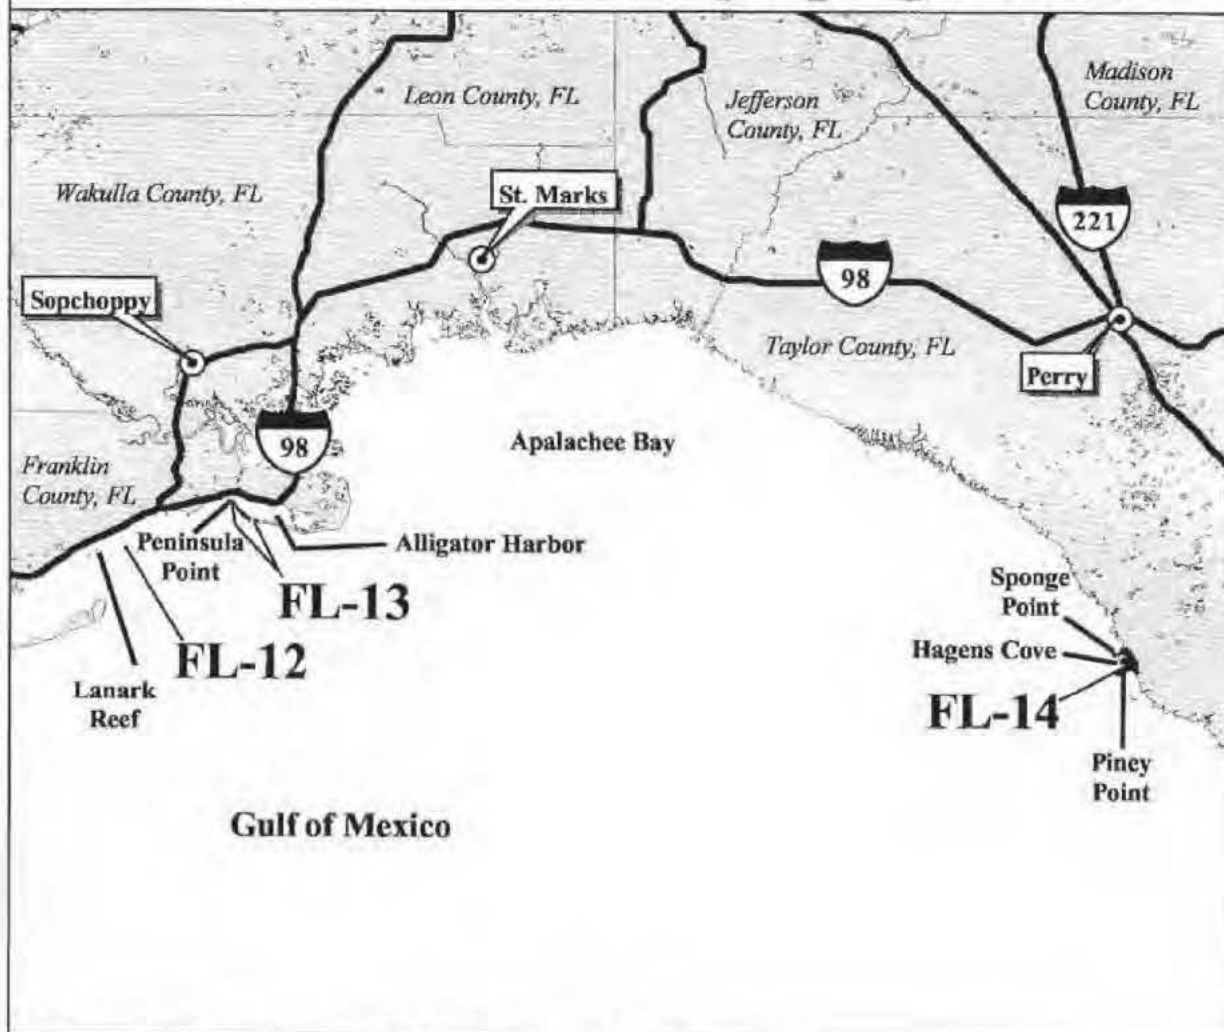 Leon County, FL
Jefferson
County, FL
Madison
County, FL
Wakulla County, FL
St. Marks
221
98
Sopchoppy
Taylor County, FL
Perry
98
Apalachee Bay
Franklin
County, FL
Peninsula
Point
Alligator Harbor
FL-13
FL-12
Lanark
Reef
Sponge
Point
Hagens Cove
FL-14
Piney
Point
Gulf of Mexico